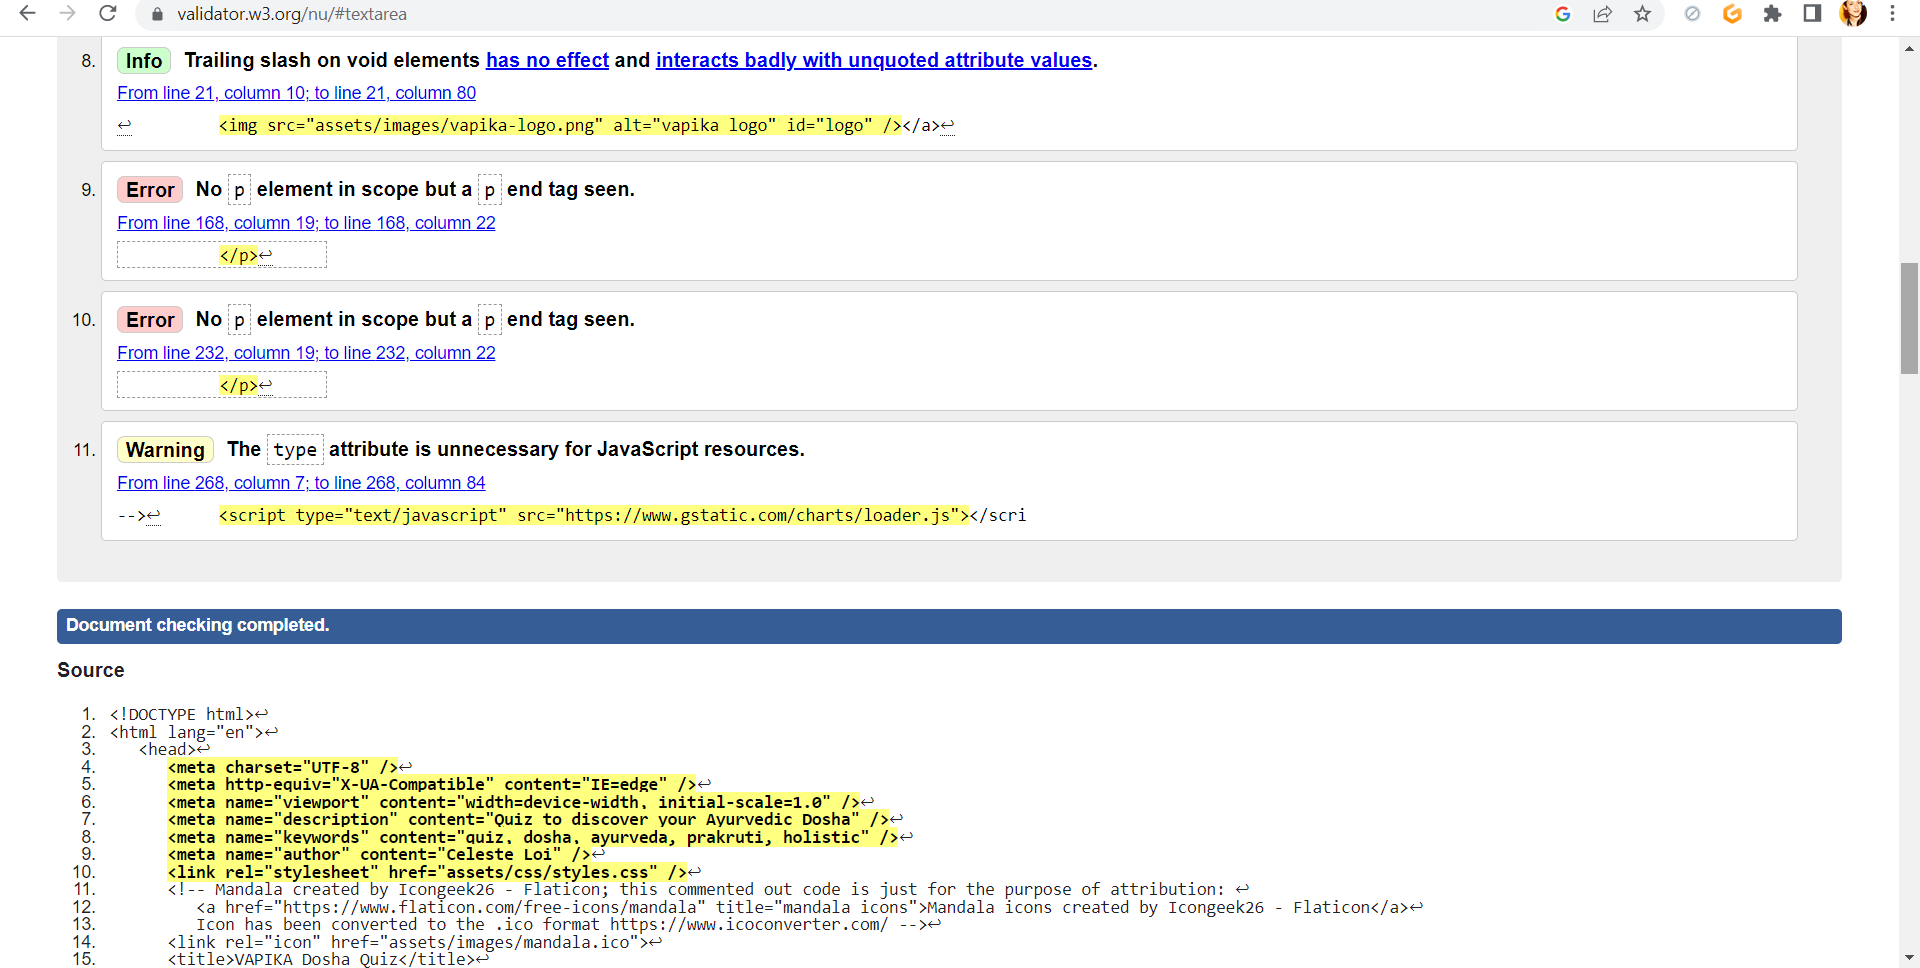 validator.w3.org/nu/#textarea
8. Info Trailing slash on void elements has no effect and interacts badly with unquoted attribute values.
From line 21, column 10; to line 21, column 80
↩ <img src="assets/images/vapika-logo.png" alt="vapika logo" id="logo" /></a>↩
9. Error No p element in scope but a p end tag seen.
From line 168, column 19; to line 168, column 22
</p>↩
10. Error No p element in scope but a p end tag seen.
From line 232, column 19; to line 232, column 22
</p>↩
11. Warning The type attribute is unnecessary for JavaScript resources.
From line 268, column 7; to line 268, column 84
-->↩ <script type="text/javascript" src="https://www.gstatic.com/charts/loader.js"></scri
Document checking completed.
Source
1. <!DOCTYPE html>↩
2. <html lang="en">↩
3. <head>↩
4. <meta charset="UTF-8" />↩
5. <meta http-equiv="X-UA-Compatible" content="IE=edge" />↩
6. <meta name="viewport" content="width=device-width, initial-scale=1.0" />↩
7. <meta name="description" content="Quiz to discover your Ayurvedic Dosha" />↩
8. <meta name="keywords" content="quiz, dosha, ayurveda, prakruti, holistic" />↩
9. <meta name="author" content="Celeste Loi" />↩
10. <link rel="stylesheet" href="assets/css/styles.css" />↩
11. <!-- Mandala created by Icongeek26 - Flaticon; this commented out code is just for the purpose of attribution: ↩
12. <a href="https://www.flaticon.com/free-icons/mandala" title="mandala icons">Mandala icons created by Icongeek26 - Flaticon</a>↩
13. Icon has been converted to the .ico format https://www.icoconverter.com/ -->↩
14. <link rel="icon" href="assets/images/mandala.ico">↩
15. <title>VAPIKA Dosha Quiz</title>↩